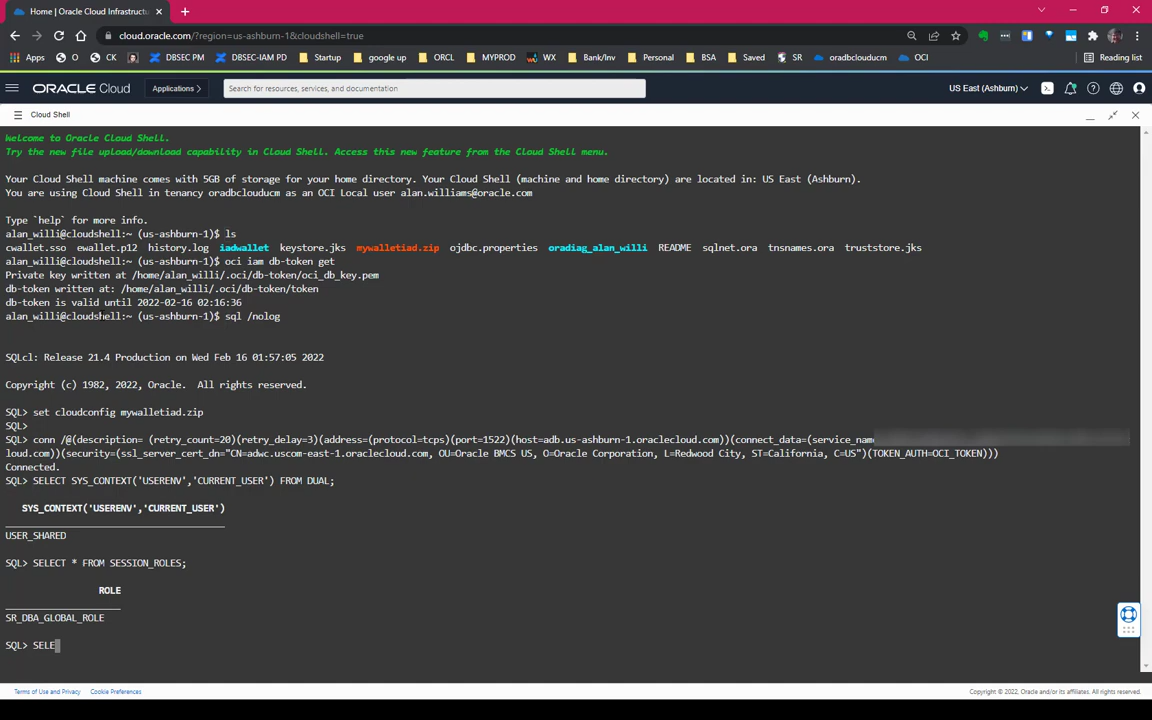 Home | Oracle Cloud Infrastructu
cloud.oracle.com/?region=us-ashburn-1&cloudshell=true
Apps O CK DBSEC PM DBSEC-IAM PD Startup google up ORCL MYPROD WX Bank/Inv Personal BSA Saved SR oradbclouducm OCI Reading list
ORACLE Cloud Applications Search for resources, services, and documentation US East (Ashburn)
Cloud Shell
Welcome to Oracle Cloud Shell.
Try the new file upload/download capability in Cloud Shell. Access this new feature from the Cloud Shell menu.
Your Cloud Shell machine comes with 5GB of storage for your home directory. Your Cloud Shell (machine and home directory) are located in: US East (Ashburn).
You are using Cloud Shell in tenancy oradbclouducm as an OCI Local user alan.williams@oracle.com
Type `help` for more info.
alan_willi@cloudshell:~ (us-ashburn-1)$ ls
cwallet.sso ewallet.p12 history.log iadwallet keystore.jks mywalletiad.zip ojdbc.properties oradiag_alan_willi README sqlnet.ora tnsnames.ora truststore.jks
alan_willi@cloudshell:~ (us-ashburn-1)$ oci iam db-token get
Private key written at /home/alan_willi/.oci/db-token/oci_db_key.pem
db-token written at: /home/alan_willi/.oci/db-token/token
db-token is valid until 2022-02-16 02:16:36
alan_willi@cloudshell:~ (us-ashburn-1)$ sql /nolog
SQLcl: Release 21.4 Production on Wed Feb 16 01:57:05 2022
Copyright (c) 1982, 2022, Oracle. All rights reserved.
SQL> set cloudconfig mywalletiad.zip
SQL>
SQL> conn /@(description= (retry_count=20)(retry_delay=3)(address=(protocol=tcps)(port=1522)(host=adb.us-ashburn-1.oraclecloud.com))(connect_data=(service_name
loud.com))(security=(ssl_server_cert_dn="CN=adwc.uscom-east-1.oraclecloud.com, OU=Oracle BMCS US, O=Oracle Corporation, L=Redwood City, ST=California, C=US")(TOKEN_AUTH=OCI_TOKEN)))
Connected.
SQL> SELECT SYS_CONTEXT('USERENV','CURRENT_USER') FROM DUAL;
SYS_CONTEXT('USERENV','CURRENT_USER')
USER_SHARED
SQL> SELECT * FROM SESSION_ROLES;
ROLE
SR_DBA_GLOBAL_ROLE
SQL> SELE
Terms of Use and Privacy Cookie Preferences Copyright © 2022, Oracle and/or its affiliates. All rights reserved.